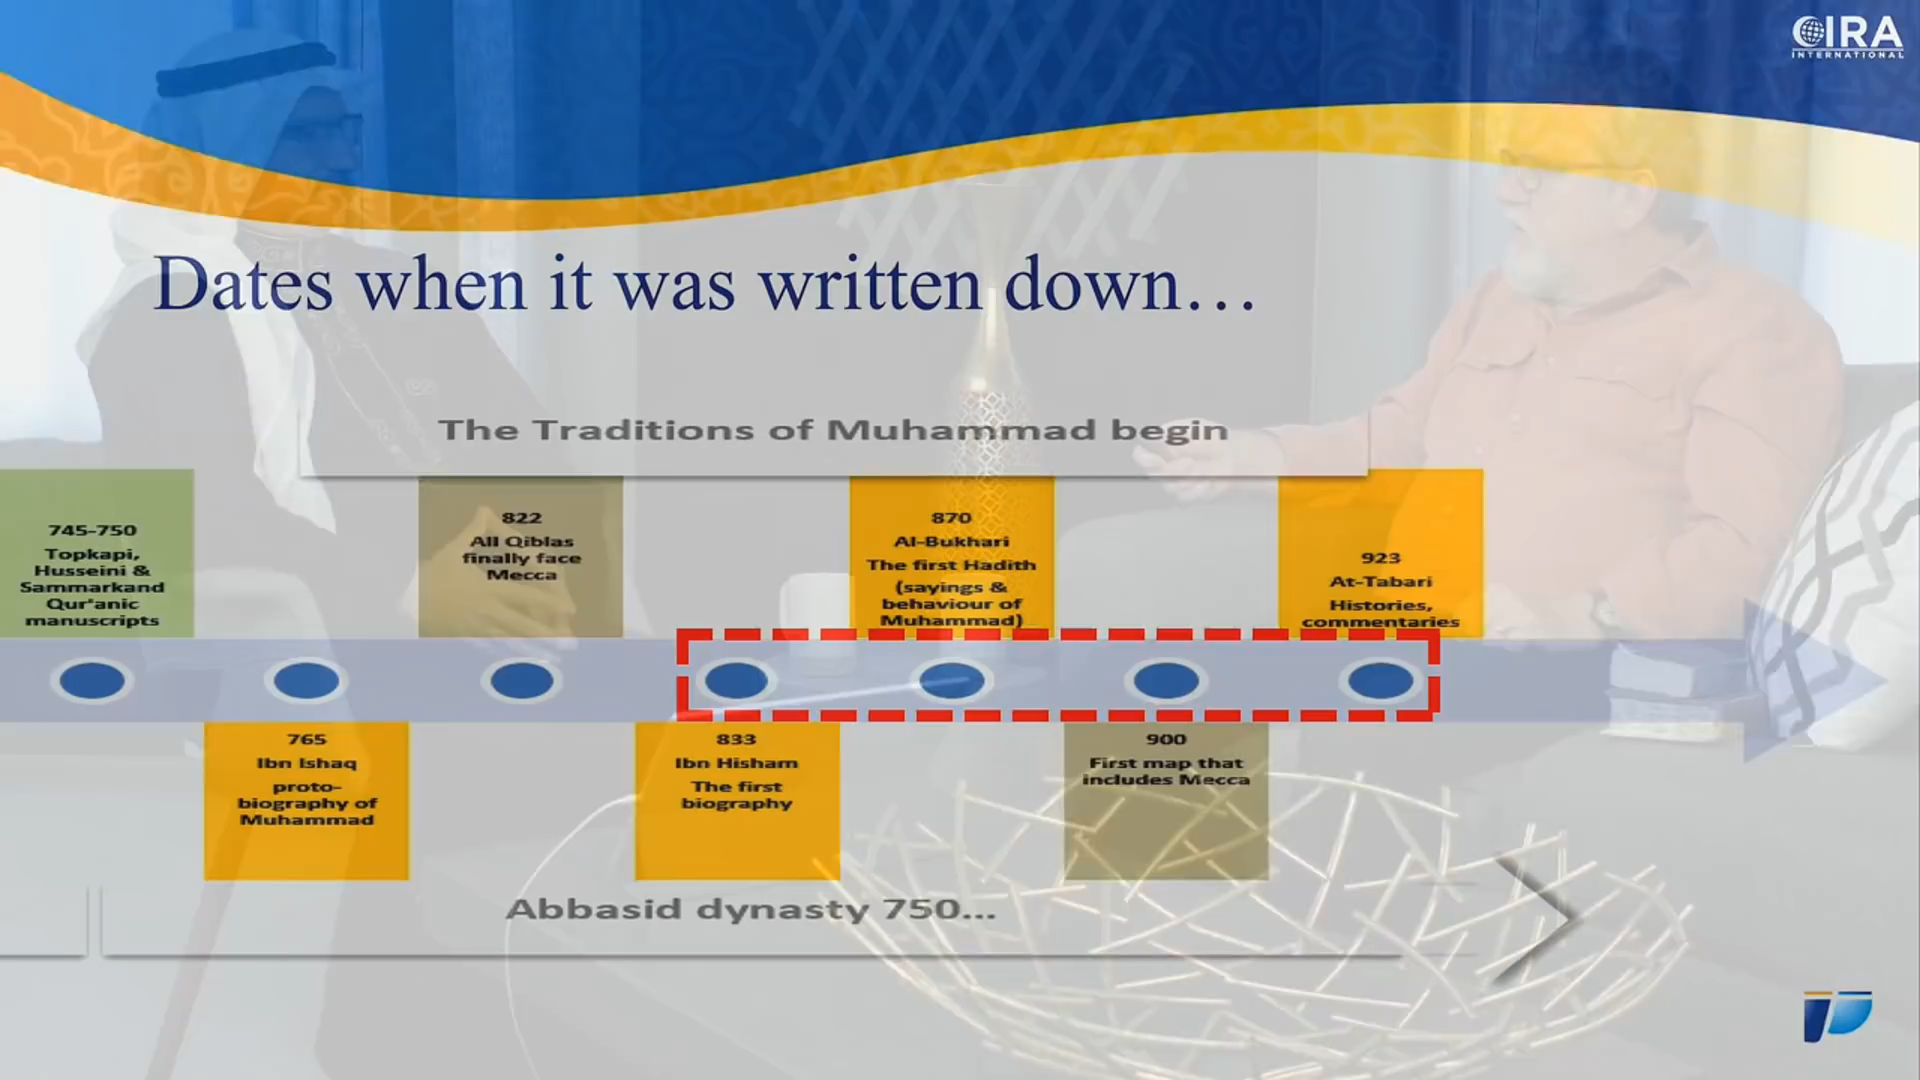 CIRA
INTERNATIONAL
Dates when it was written down...
The Traditions of Muhammad begin
745-750
Topkapi,
Husseini &
Sammarkand
Qur'anic
manuscripts
822
All Qiblas
finally face
Mecca
870
Al-Bukhari
The first Hadith
(sayings &
behaviour of
Muhammad)
923
At-Tabari
Histories,
commentaries
765
Ibn Ishaq
proto-
biography of
Muhammad
833
Ibn Hisham
The first
biography
900
First map that
includes Mecca
Abbasid dynasty 750...